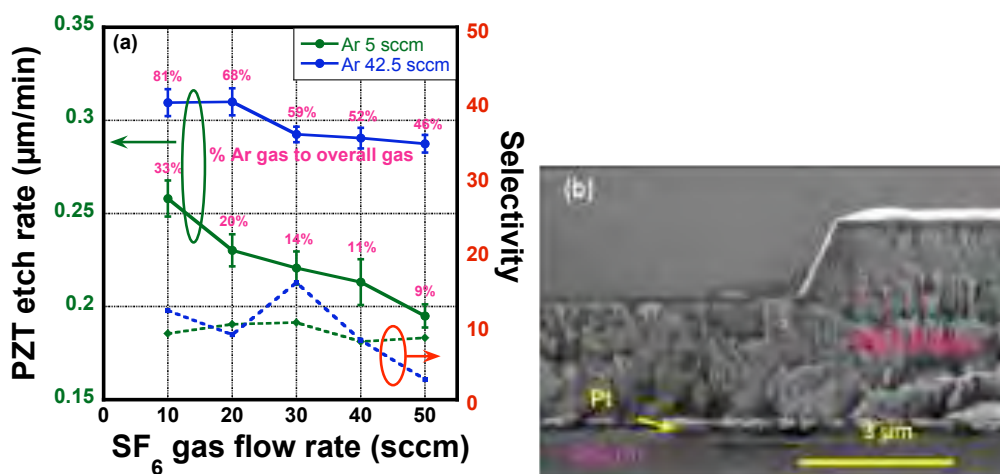 (a)
Ar 5 sccm
Ar 42.5 sccm
0.35
0.3
0.25
0.2
0.15
PZT etch rate (µm/min)
81%
68%
59%
52%
46%
% Ar gas to overall gas
33%
20%
14%
11%
9%
50
40
30
20
10
0
Selectivity
10
20
30
40
50
SF6 gas flow rate (sccm)
(b)
Pt
3 µm